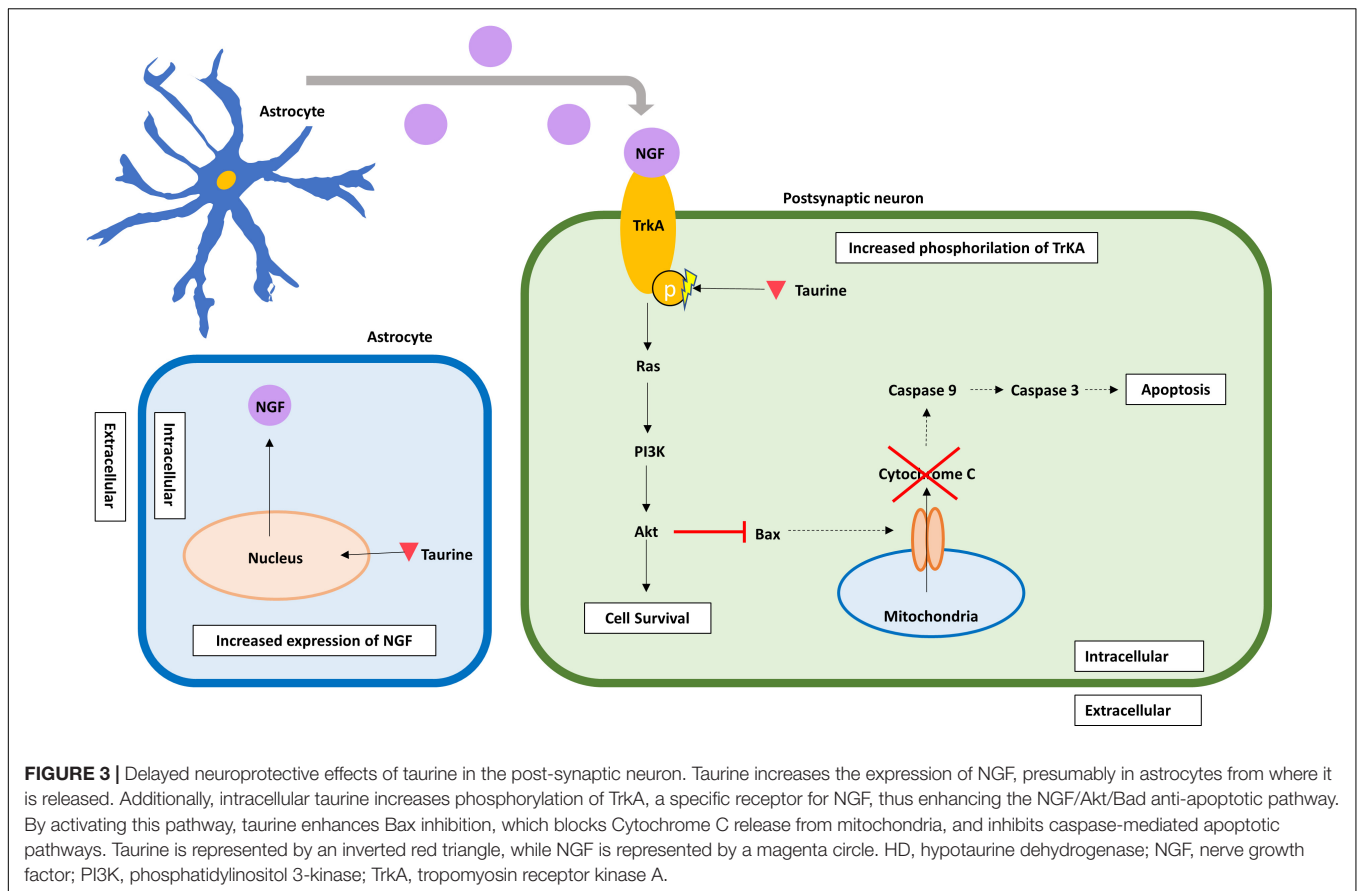 Astrocyte
NGF
TrkA
Postsynaptic neuron
Increased phosphorilation of TrKA
p
Taurine
Ras
PI3K
Akt
Bax
Cell Survival
Caspase 9
Caspase 3
Apoptosis
Cytochrome C
Mitochondria
Intracellular
Extracellular
Astrocyte
Extracellular
Intracellular
NGF
Nucleus
Taurine
Increased expression of NGF
FIGURE 3 | Delayed neuroprotective effects of taurine in the post-synaptic neuron. Taurine increases the expression of NGF, presumably in astrocytes from where it
is released. Additionally, intracellular taurine increases phosphorylation of TrkA, a specific receptor for NGF, thus enhancing the NGF/Akt/Bad anti-apoptotic pathway.
By activating this pathway, taurine enhances Bax inhibition, which blocks Cytochrome C release from mitochondria, and inhibits caspase-mediated apoptotic
pathways. Taurine is represented by an inverted red triangle, while NGF is represented by a magenta circle. HD, hypotaurine dehydrogenase; NGF, nerve growth
factor; PI3K, phosphatidylinositol 3-kinase; TrkA, tropomyosin receptor kinase A.